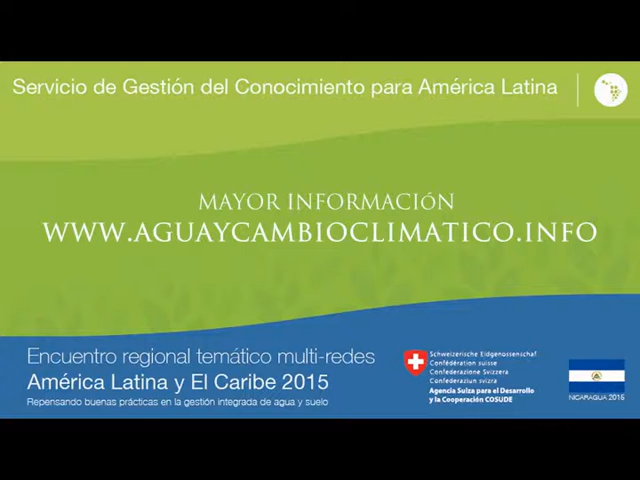 Servicio de Gestión del Conocimiento para América Latina
MAYOR INFORMACIÓN
WWW.AGUAYCAMBIOCLIMATICO.INFO
Encuentro regional temático multi-redes
América Latina y El Caribe 2015
Repensando buenas prácticas en la gestión integrada de agua y suelo
Schweizerische Eidgenossenschaf
Confédération suisse
Confederazione Svizzera
Confederaziun svizra
Agencia Suiza para el Desarrollo
y la Cooperación COSUDE
NICARAGUA 2015